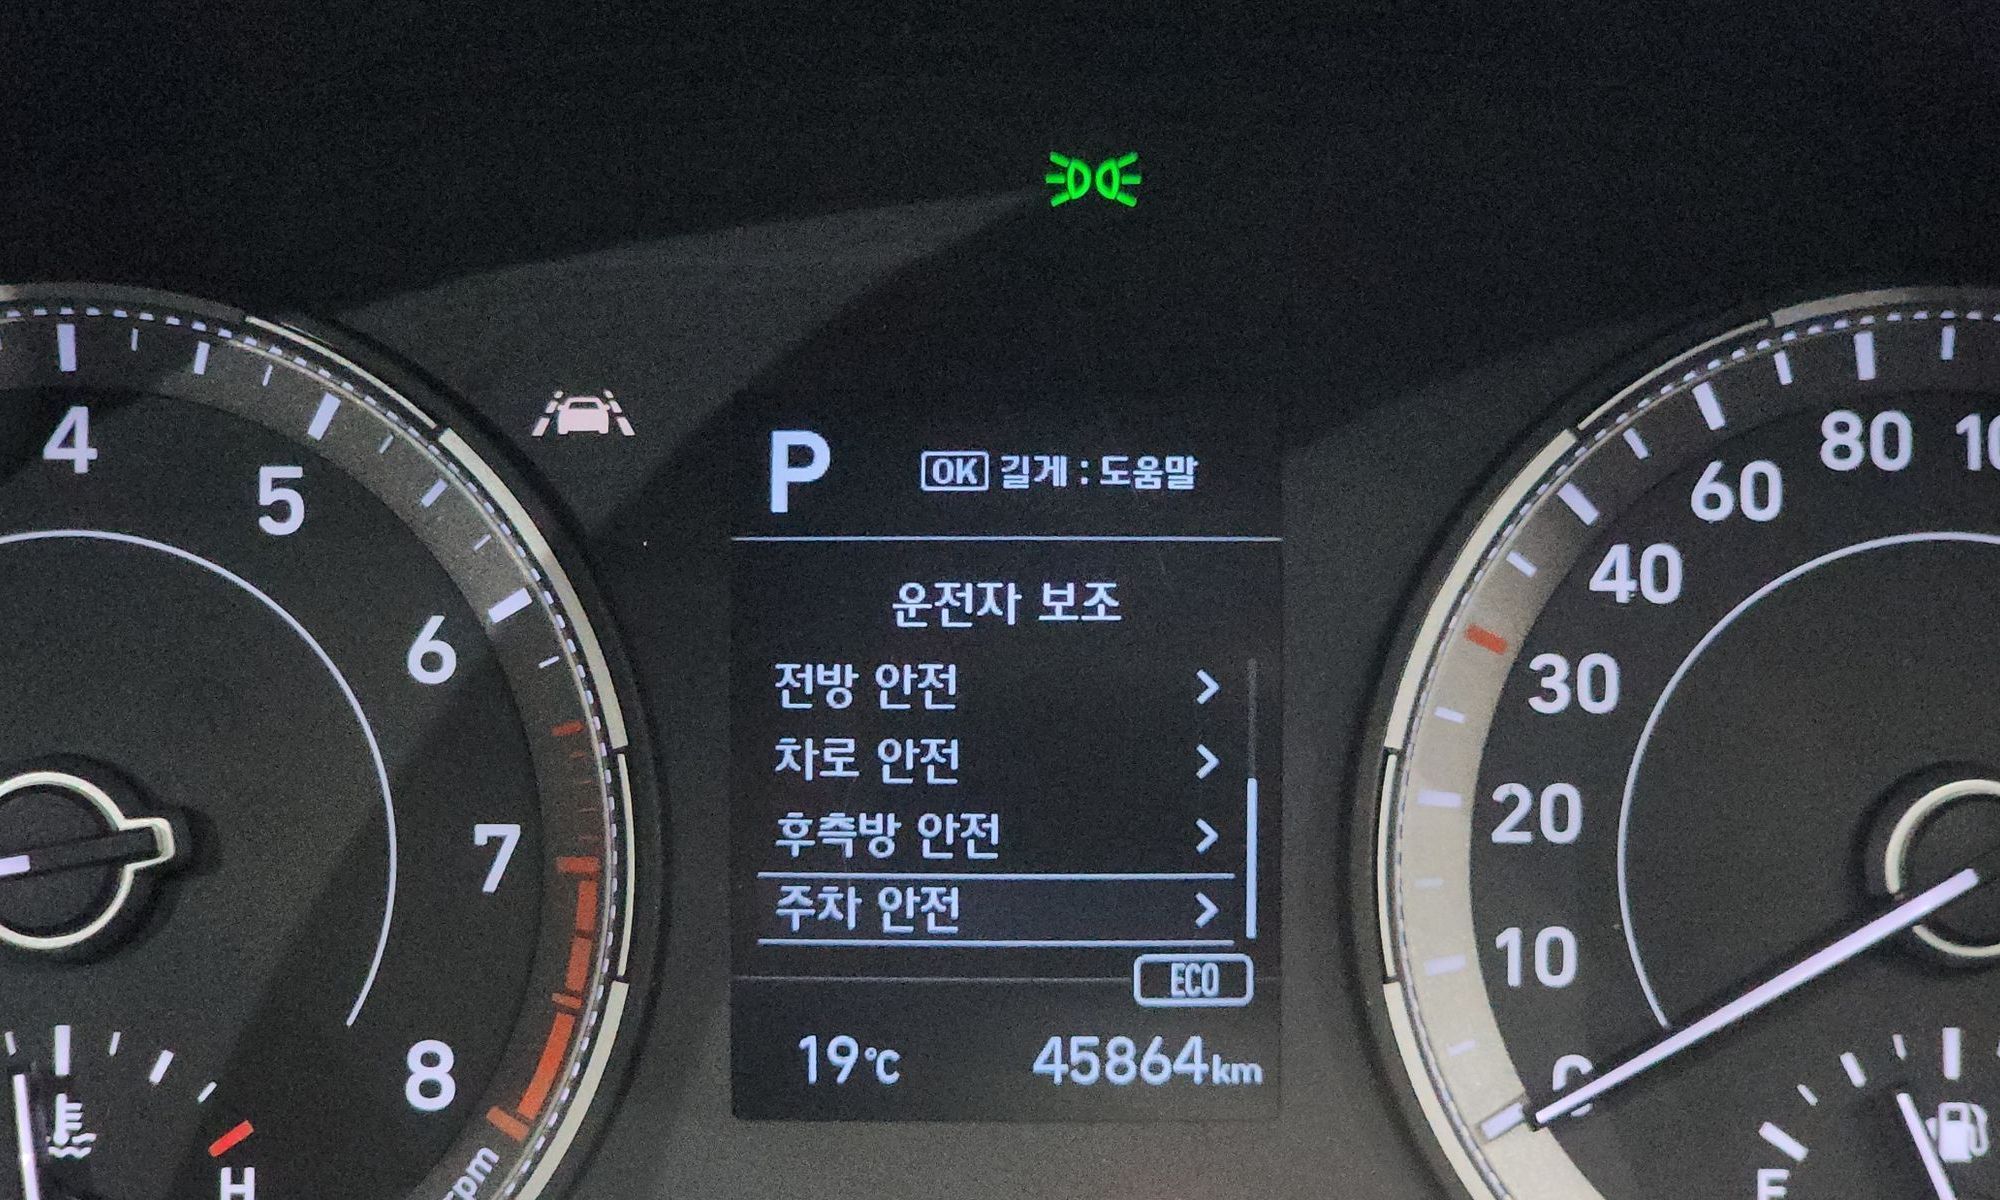 4
5
6
7
8
rpm
H
P
OK 길게 : 도움말
운전자 보조
전방 안전
차로 안전
후측방 안전
주차 안전
ECO
19℃
45864km
80
60
40
30
20
10
0